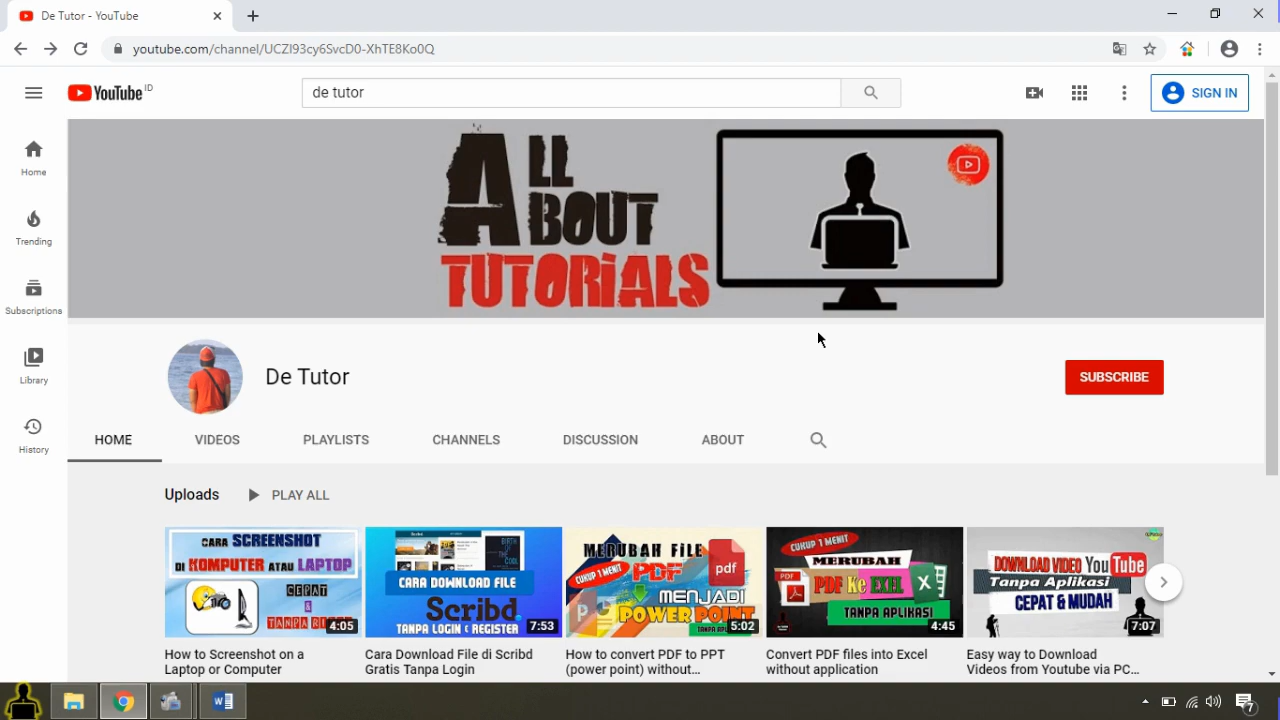 De Tutor - YouTube
youtube.com/channel/UCZI93cy6SvcD0-XhTE8Ko0Q
YouTube ID
de tutor
SIGN IN
Home
Trending
Subscriptions
Library
History
ALL
ABOUT
TUTORiALS
De Tutor
SUBSCRIBE
HOME
VIDEOS
PLAYLISTS
CHANNELS
DISCUSSION
ABOUT
Uploads
PLAY ALL
CARA SCREENSHOT
DI KOMPUTER ATAU LAPTOP
CEPAT
&
4:05
CARA DOWNLOAD FILE
Scribd.
TANPA LOGIN & REGISTER
7:53
MERUBAH FILE
CUKUP 1 MENIT
PDF
pdf
MENJADI
POWER POINT
5:02
CUKUP 1 MENIT
MERUBAH
PDF
PDF Ke EXEL
TANPA APLIKASI
4:45
DOWNLOAD VIDEO YouTube
Tanpa Aplikasi
CEPAT & MUDAH
7:07
How to Screenshot on a
Laptop or Computer
Cara Download File di Scribd
Gratis Tanpa Login
How to convert PDF to PPT
(power point) without...
Convert PDF files into Excel
without application
Easy way to Download
Videos from Youtube via PC...
7